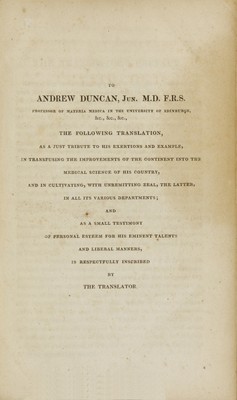 TO
ANDREW DUNCAN, Jun. M.D. F.R.S.
PROFESSOR OF MATERIA MEDICA IN THE UNIVERSITY OF EDINBURGH,
&c., &c., &c.,
THE FOLLOWING TRANSLATION,
AS A JUST TRIBUTE TO HIS EXERTIONS AND EXAMPLE,
IN TRANSFUSING THE IMPROVEMENTS OF THE CONTINENT INTO THE
MEDICAL SCIENCE OF HIS COUNTRY,
AND IN CULTIVATING, WITH UNREMITTING ZEAL, THE LATTER,
IN ALL ITS VARIOUS DEPARTMENTS;
AND
AS A SMALL TESTIMONY
OF PERSONAL ESTEEM FOR HIS EMINENT TALENTS
AND LIBERAL MANNERS,
IS RESPECTFULLY INSCRIBED
BY
THE TRANSLATOR.